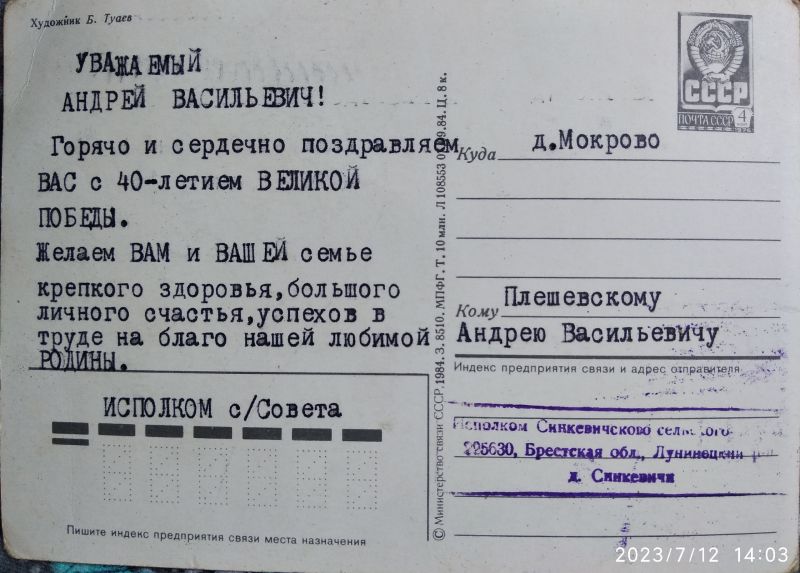 Художник Б. Туаев
УВАЖАЕМЫЙ
АНДРЕЙ ВАСИЛЬЕВИЧ!
Горячо и сердечно поздравляем
ВАС с 40-летием ВЕЛИКОЙ
ПОБЕДЫ.
Желаем ВАМ и ВАШЕЙ семье
крепкого здоровья,большого
личного счастья,успехов в
труде на благо нашей любимой
РОДИНЫ.
ИСПОЛКОМ с/Совета
Пишите индекс предприятия связи места назначения
© Министерство связи СССР. 1984. З. 8510. МПФГ. Т. 10 млн. Л 108553 09.84. Ц. 8 к.
СССР
ПОЧТА СССР 4
Куда д.Мокрово
Кому Плешевскому
Андрею Васильевичу
Индекс предприятия связи и адрес отправителя
Исполком Синкевичского сельского
225630, Брестская обл., Лунинецкий
д. Синкевичи
2023/7/12 14:03